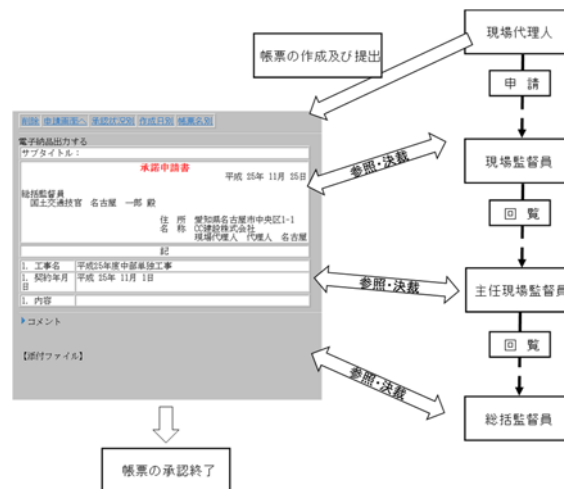 現場代理人
帳票の作成及び提出
申 請
削除 申請画面へ 承認状況別 作成月別 帳票名別
電子納品出力する
サブタイトル:
承諾申請書
平成 25年 11月 25日
総括監督員
国土交通技官 名古屋 一郎 殿
住 所 愛知県名古屋市中央区1-1
名 称 CC建設株式会社
現場代理人 代理人 名古屋
記
1. 工事名 平成25年度中部単独工事
1. 契約年月日 平成 25年 11月 1日
1. 内容
コメント
【添付ファイル】
参照・決裁
現場監督員
回 覧
参照・決裁
主任現場監督員
回 覧
参照・決裁
総括監督員
帳票の承認終了